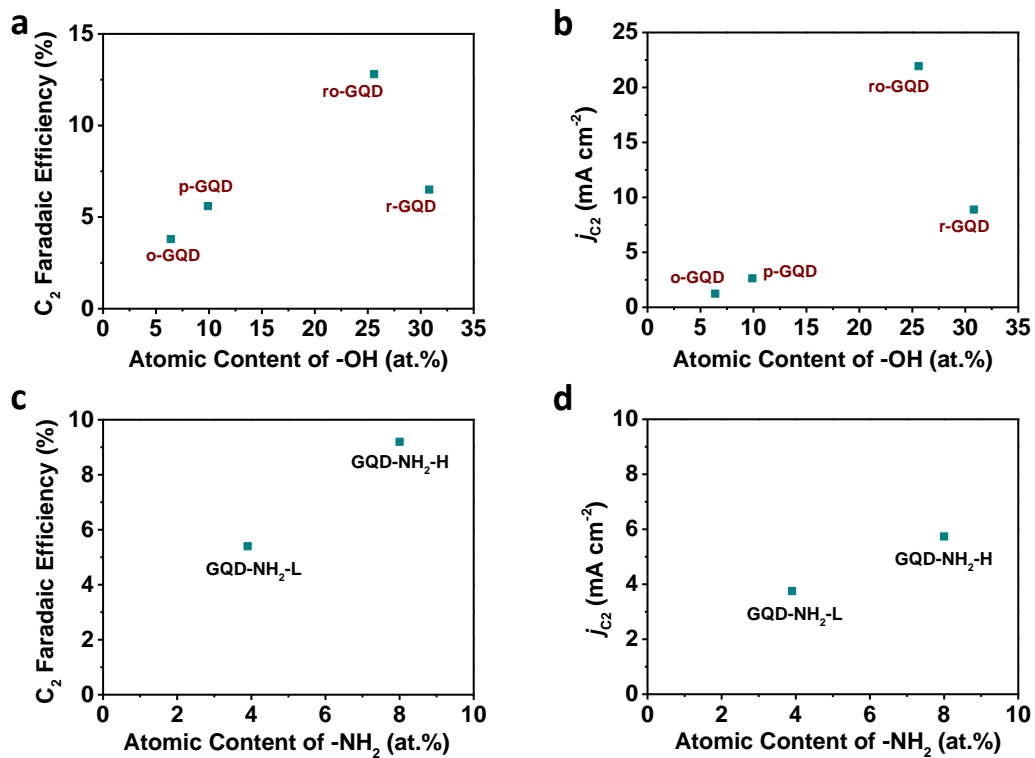 a
C₂ Faradaic Efficiency (%)
15
10
5
0
ro-GQD
p-GQD
r-GQD
o-GQD
0 5 10 15 20 25 30 35
Atomic Content of -OH (at.%)
b
j_C2 (mA cm⁻²)
25
20
15
10
5
0
ro-GQD
r-GQD
o-GQD
p-GQD
0 5 10 15 20 25 30 35
Atomic Content of -OH (at.%)
c
C₂ Faradaic Efficiency (%)
10
8
6
4
2
0
GQD-NH₂-H
GQD-NH₂-L
0 2 4 6 8 10
Atomic Content of -NH₂ (at.%)
d
j_C2 (mA cm⁻²)
10
8
6
4
2
0
GQD-NH₂-H
GQD-NH₂-L
0 2 4 6 8 10
Atomic Content of -NH₂ (at.%)